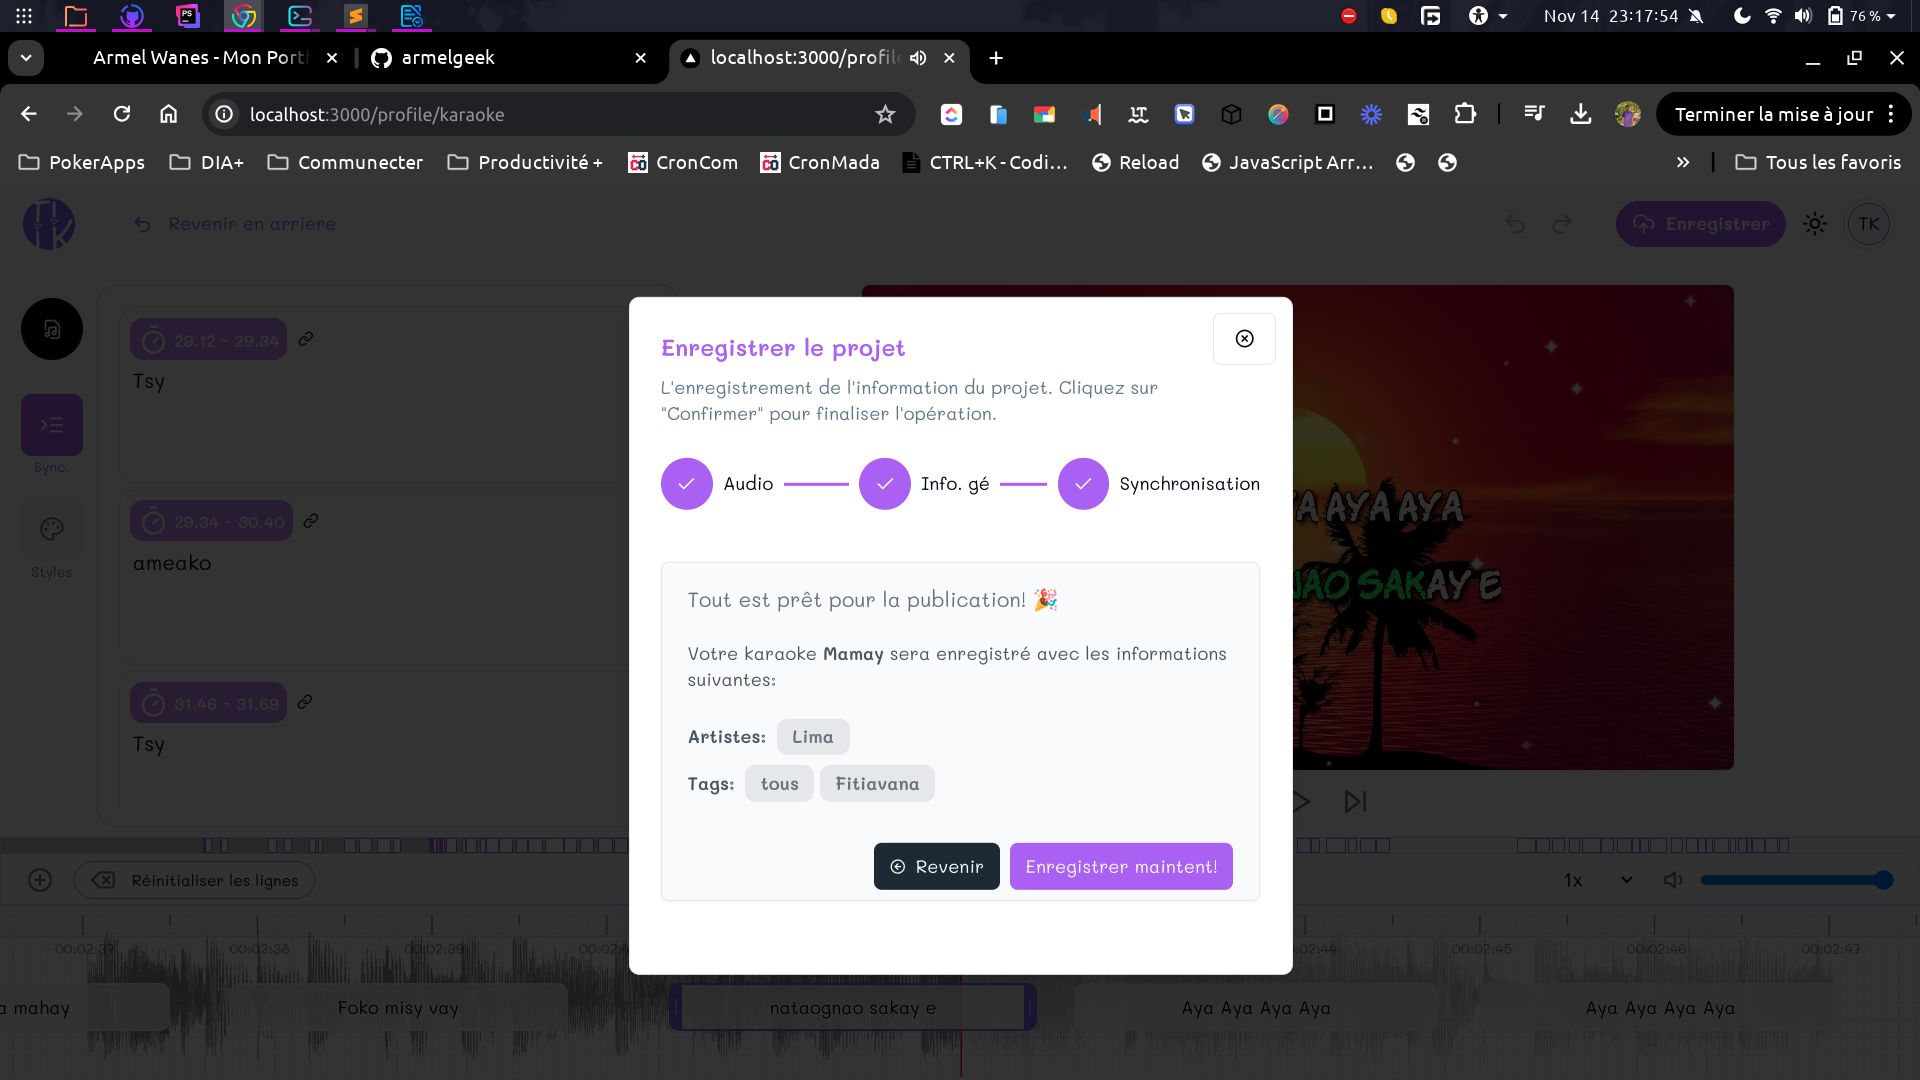 Nov 14 23:17:54
76 %
Armel Wanes - Mon Portf
armelgeek
localhost:3000/profile
localhost:3000/profile/karaoke
Terminer la mise à jour
PokerApps
DIA+
Communecter
Productivité +
CronCom
CronMada
CTRL+K - Codi...
Reload
JavaScript Arr...
Tous les favoris
Revenir en arriere
Enregistrer
TK
29.12 - 29.34
Tsy
Sync.
29.34 - 30.40
ameako
Styles
31.46 - 31.69
Tsy
Enregistrer le projet
L'enregistrement de l'information du projet. Cliquez sur
"Confirmer" pour finaliser l'opération.
Audio
Info. gé
Synchronisation
Tout est prêt pour la publication! 🎉
Votre karaoke Mamay sera enregistré avec les informations
suivantes:
Artistes: Lima
Tags: tous Fitiavana
Revenir
Enregistrer maintent!
YA AYA AYA
NAO SAKAY E
Réinitialiser les lignes
1x
00:02:37
00:02:38
00:02:39
00:02:4
0:02:44
00:02:45
00:02:46
00:02:47
a mahay
Foko misy vay
nataognao sakay e
Aya Aya Aya Aya
Aya Aya Aya Aya